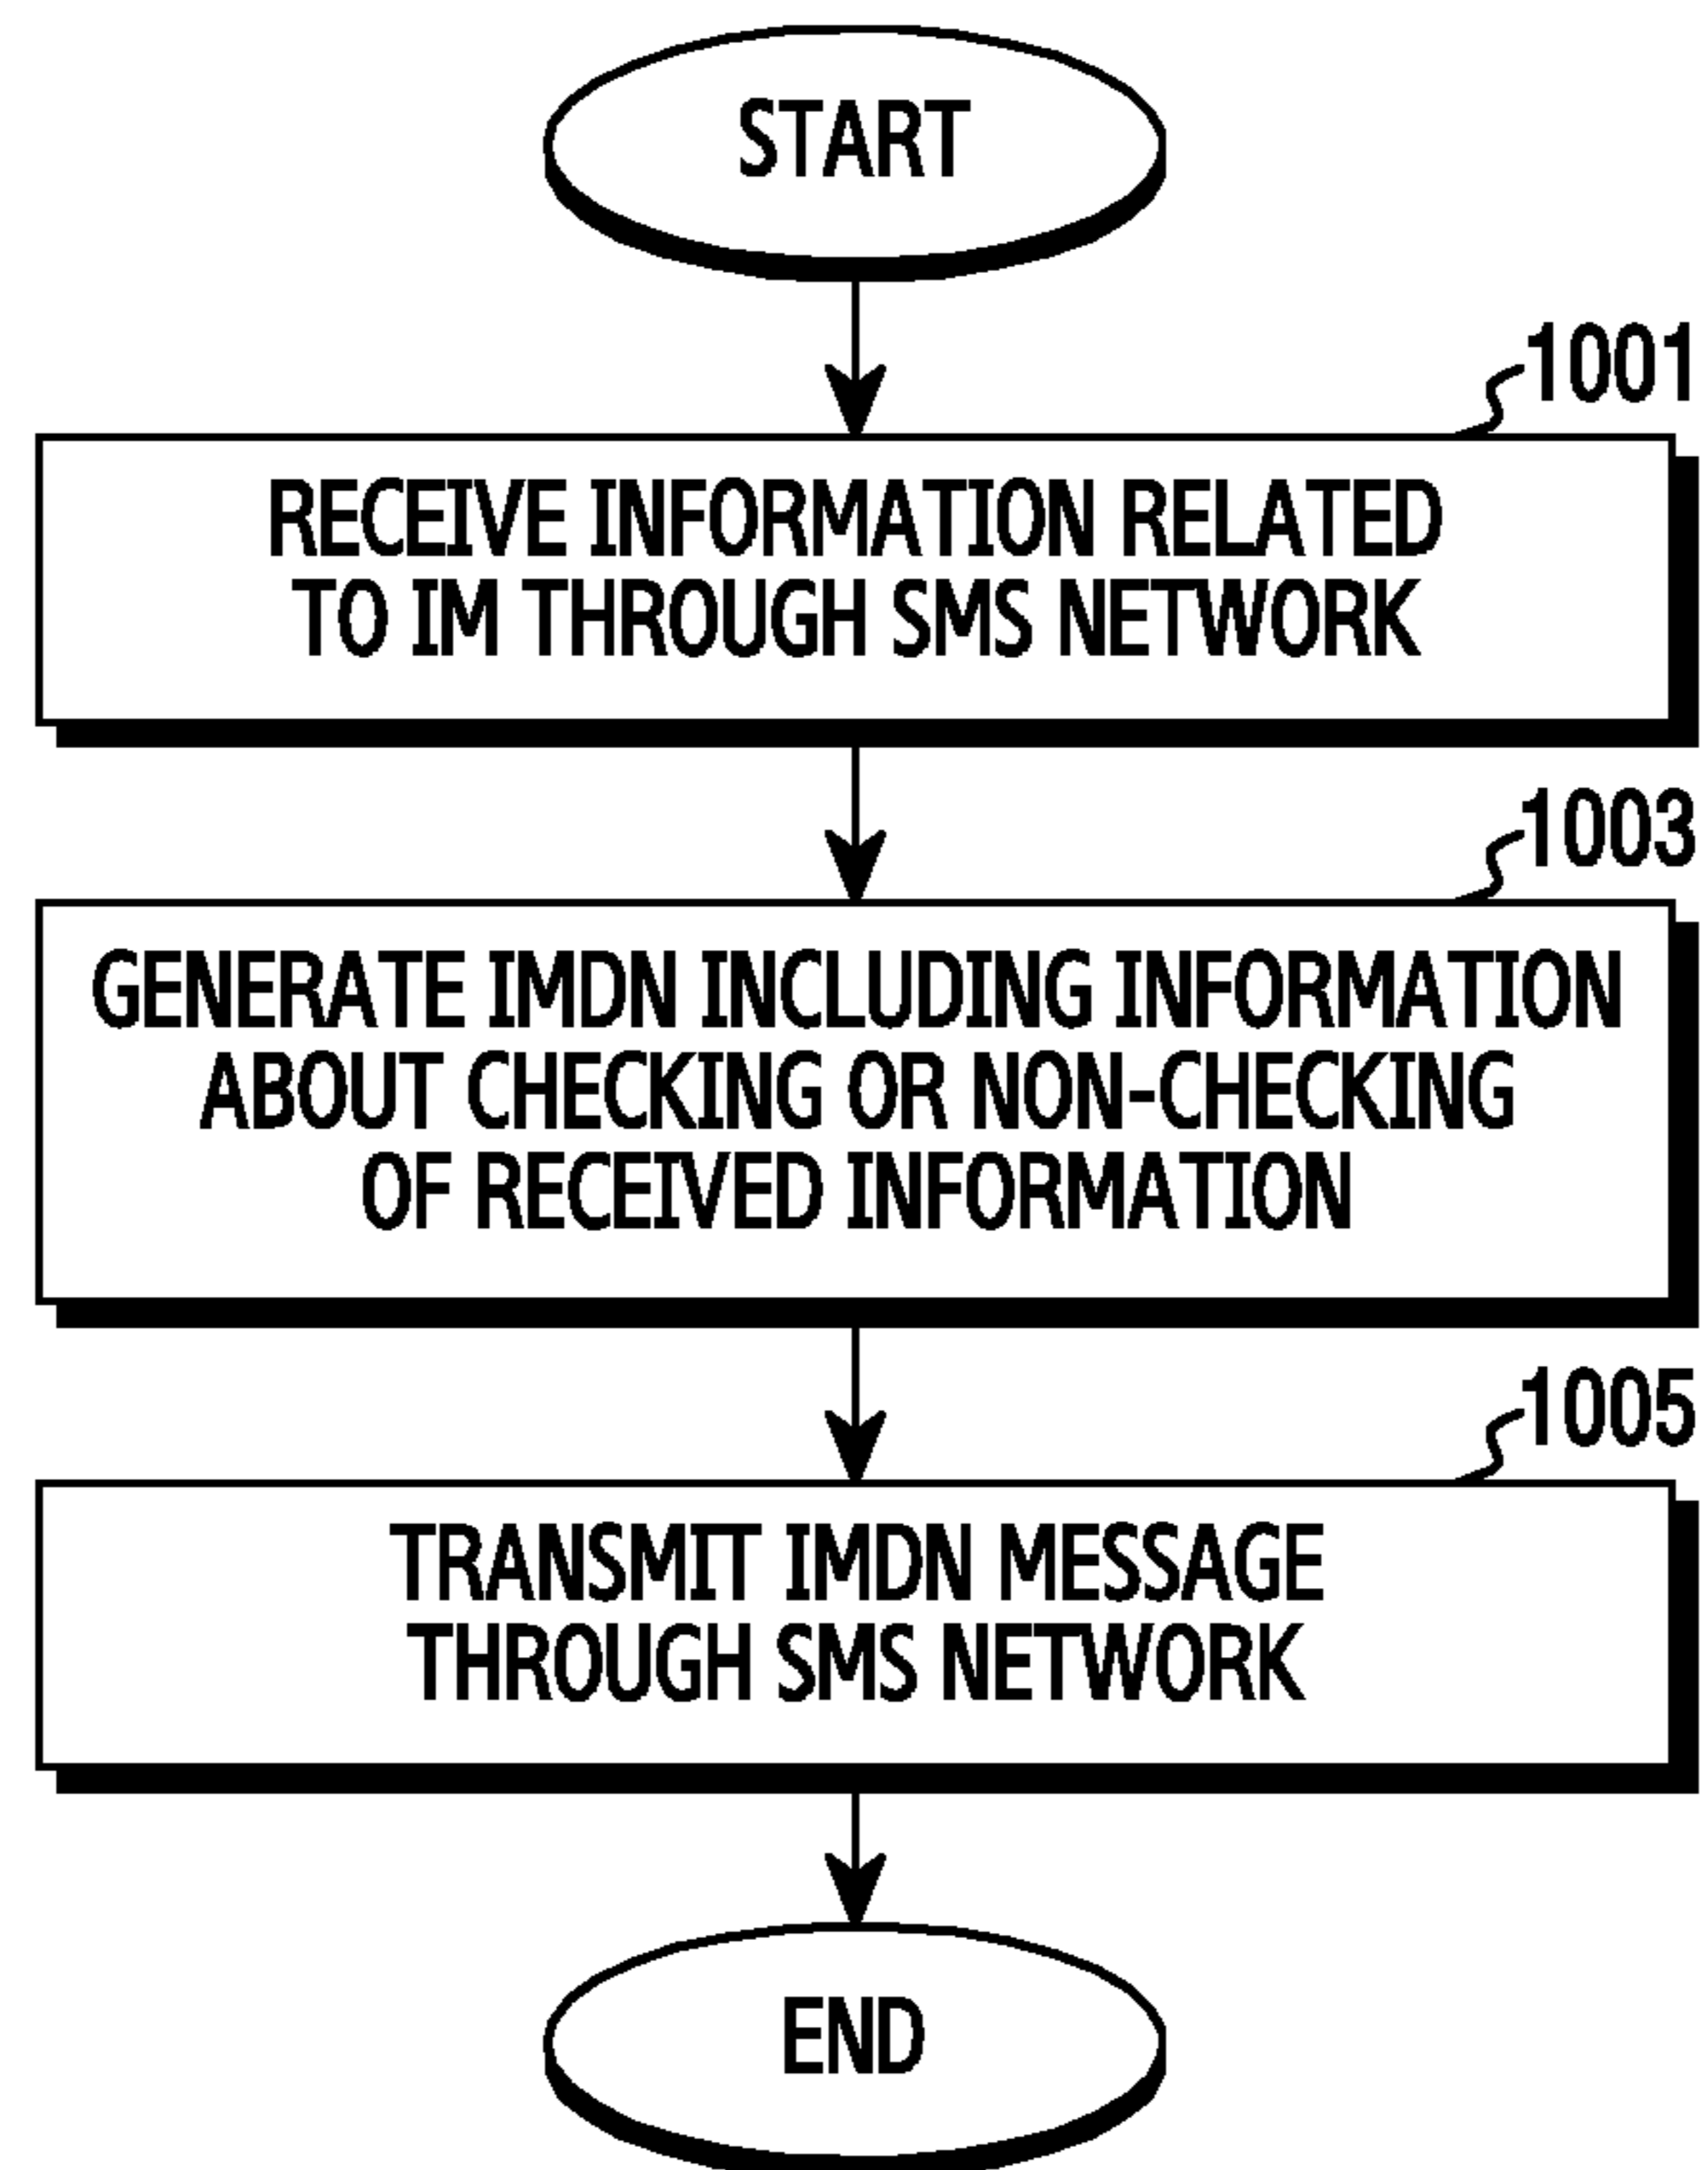 START
1001
RECEIVE INFORMATION RELATED
TO IM THROUGH SMS NETWORK
1003
GENERATE IMDN INCLUDING INFORMATION
ABOUT CHECKING OR NON-CHECKING
OF RECEIVED INFORMATION
1005
TRANSMIT IMDN MESSAGE
THROUGH SMS NETWORK
END